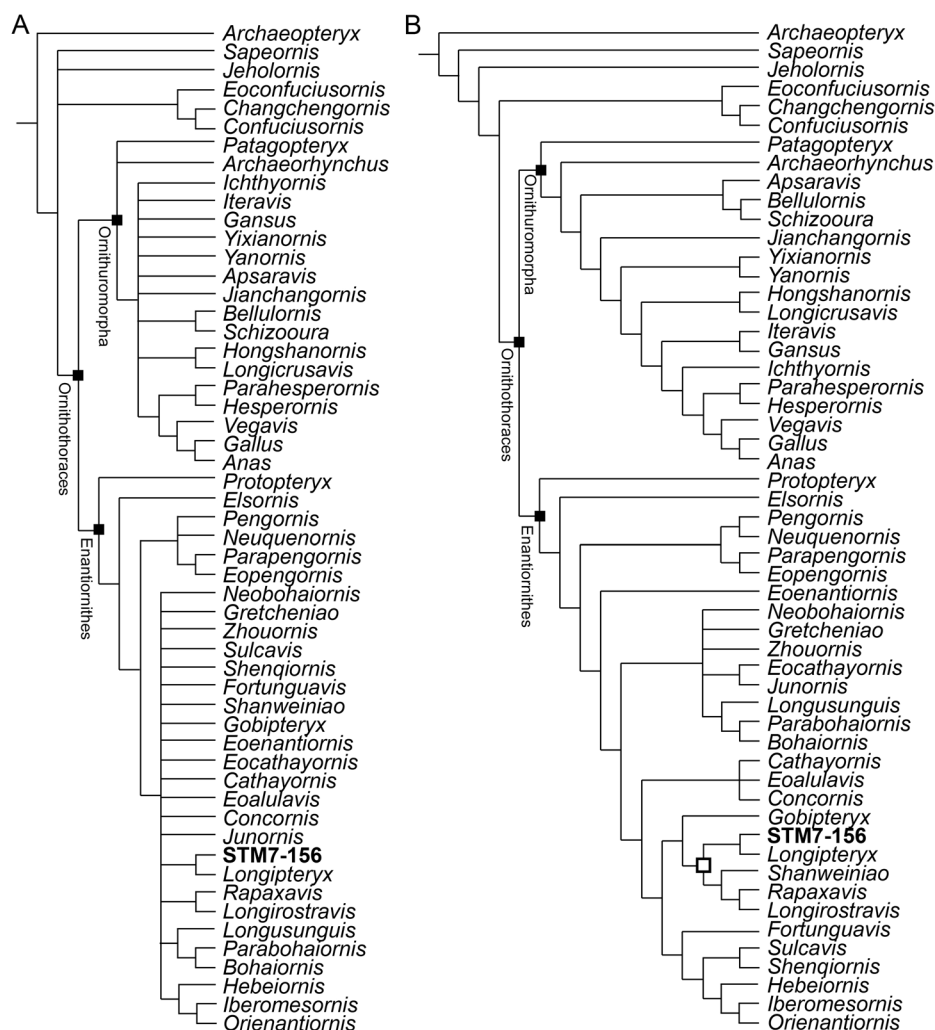 A
Archaeopteryx
Sapeornis
Jeholornis
Eoconfuciusornis
Changchengornis
Confuciusornis
Patagopteryx
Archaeorhynchus
Ichthyornis
Iteravis
Gansus
Yixianornis
Yanornis
Apsaravis
Jianchangornis
Bellulornis
Schizooura
Hongshanornis
Longicrusavis
Parahesperornis
Hesperornis
Vegavis
Gallus
Anas
Protopteryx
Elsornis
Pengornis
Neuquenornis
Parapengornis
Eopengornis
Neobohaiornis
Gretcheniao
Zhouornis
Sulcavis
Shenqiornis
Fortunguavis
Shanweiniao
Gobipteryx
Eoenantiornis
Eocathayornis
Cathayornis
Eoalulavis
Concornis
Junornis
STM7-156
Longipteryx
Rapaxavis
Longirostravis
Longusunguis
Parabohaiornis
Bohaiornis
Hebeiornis
Iberomesornis
Orienantiornis
Ornithuromorpha
Ornithothoraces
Enantiornithes
B
Archaeopteryx
Sapeornis
Jeholornis
Eoconfuciusornis
Changchengornis
Confuciusornis
Patagopteryx
Archaeorhynchus
Apsaravis
Bellulornis
Schizooura
Jianchangornis
Yixianornis
Yanornis
Hongshanornis
Longicrusavis
Iteravis
Gansus
Ichthyornis
Parahesperornis
Hesperornis
Vegavis
Gallus
Anas
Protopteryx
Elsornis
Pengornis
Neuquenornis
Parapengornis
Eopengornis
Eoenantiornis
Neobohaiornis
Gretcheniao
Zhouornis
Eocathayornis
Junornis
Longusunguis
Parabohaiornis
Bohaiornis
Cathayornis
Eoalulavis
Concornis
Gobipteryx
STM7-156
Longipteryx
Shanweiniao
Rapaxavis
Longirostravis
Fortunguavis
Sulcavis
Shenqiornis
Hebeiornis
Iberomesornis
Orienantiornis
Ornithuromorpha
Ornithothoraces
Enantiornithes